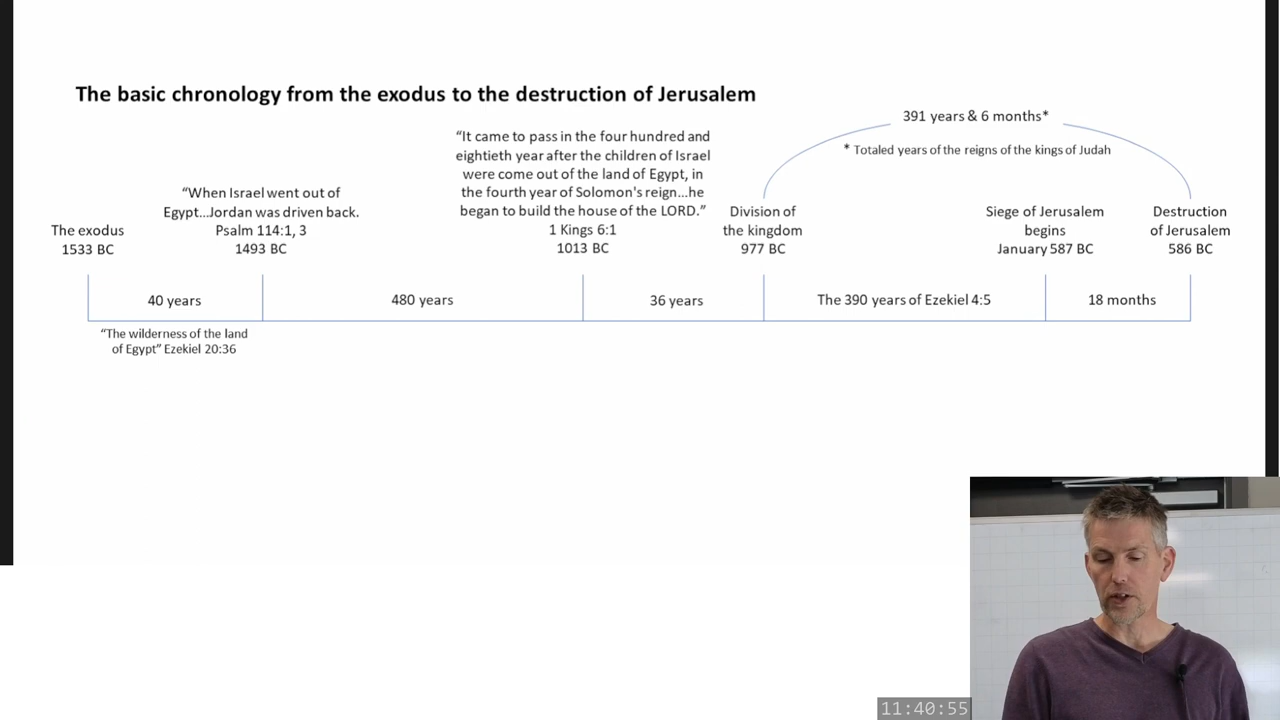 The basic chronology from the exodus to the destruction of Jerusalem
391 years & 6 months*
* Totaled years of the reigns of the kings of Judah
The exodus
1533 BC
“When Israel went out of
Egypt...Jordan was driven back.
Psalm 114:1, 3
1493 BC
“It came to pass in the four hundred and
eightieth year after the children of Israel
were come out of the land of Egypt, in
the fourth year of Solomon's reign...he
began to build the house of the LORD.”
1 Kings 6:1
1013 BC
Division of
the kingdom
977 BC
Siege of Jerusalem
begins
January 587 BC
Destruction
of Jerusalem
586 BC
40 years
480 years
36 years
The 390 years of Ezekiel 4:5
18 months
“The wilderness of the land
of Egypt” Ezekiel 20:36
11:40:55